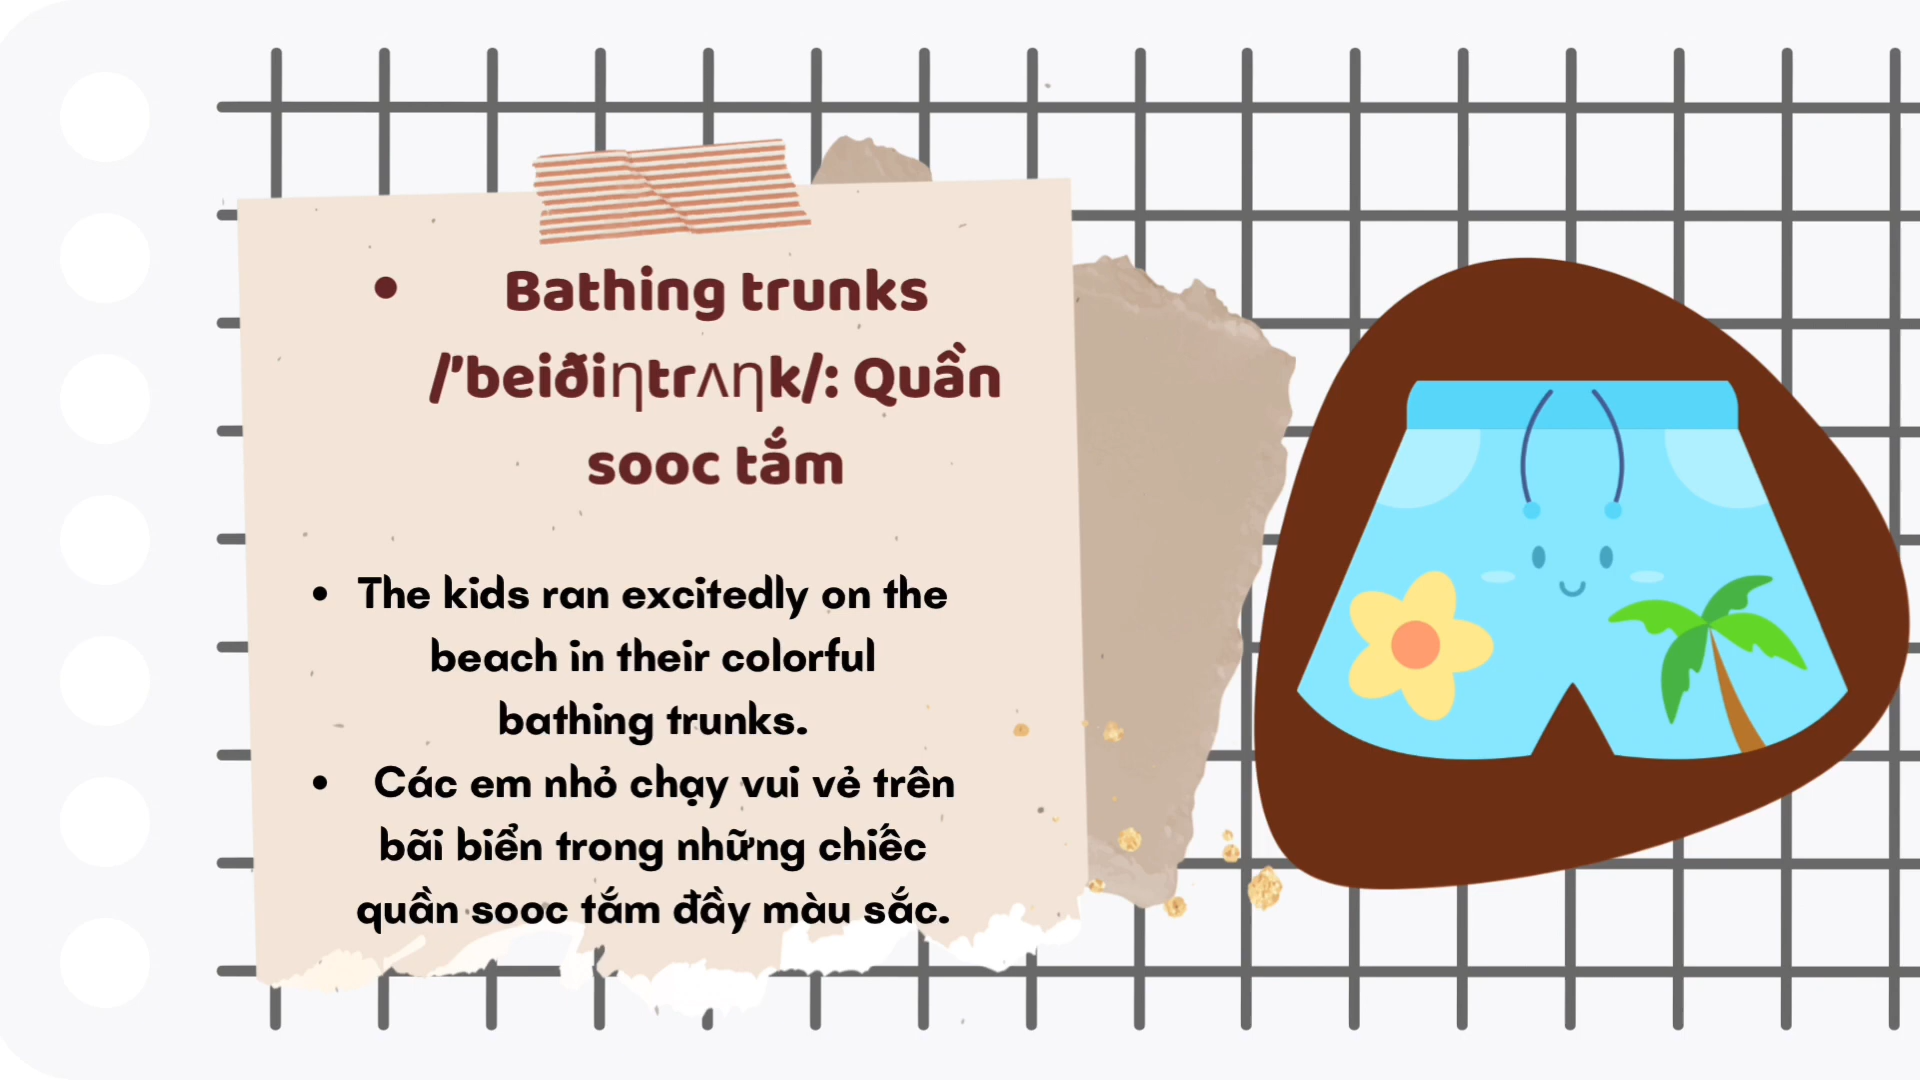 • Bathing trunks
/'beiðiηtrʌηk/: Quần
sooc tắm
• The kids ran excitedly on the
beach in their colorful
bathing trunks.
• Các em nhỏ chạy vui vẻ trên
bãi biển trong những chiếc
quần sooc tắm đầy màu sắc.